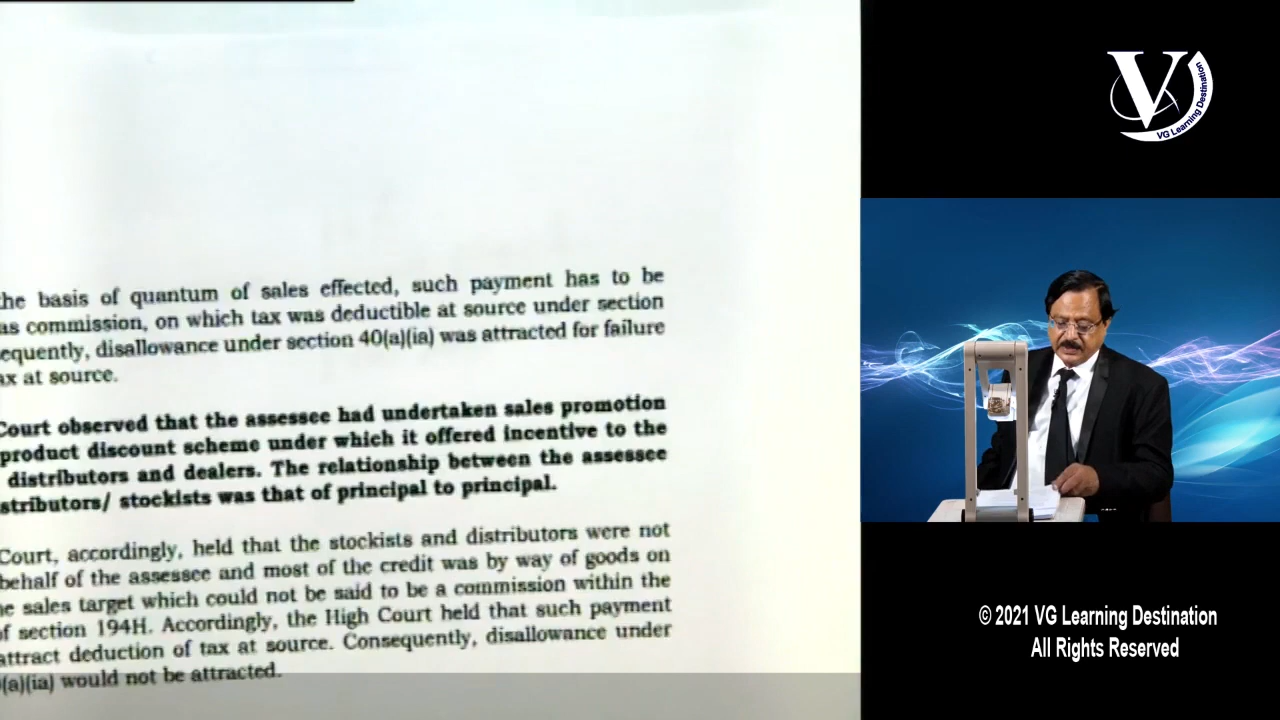 the basis of quantum of sales effected, such payment has to be
as commission, on which tax was deductible at source under section
equently, disallowance under section 40(a)(ia) was attracted for failure
ax at source.
Court observed that the assessee had undertaken sales promotion
product discount scheme under which it offered incentive to the
distributors and dealers. The relationship between the assessee
stributors/ stockists was that of principal to principal.
Court, accordingly, held that the stockists and distributors were not
behalf of the assessee and most of the credit was by way of goods on
he sales target which could not be said to be a commission within the
of section 194H. Accordingly, the High Court held that such payment
attract deduction of tax at source. Consequently, disallowance under
(a)(ia) would not be attracted.
V
VG Learning Destination
© 2021 VG Learning Destination
All Rights Reserved